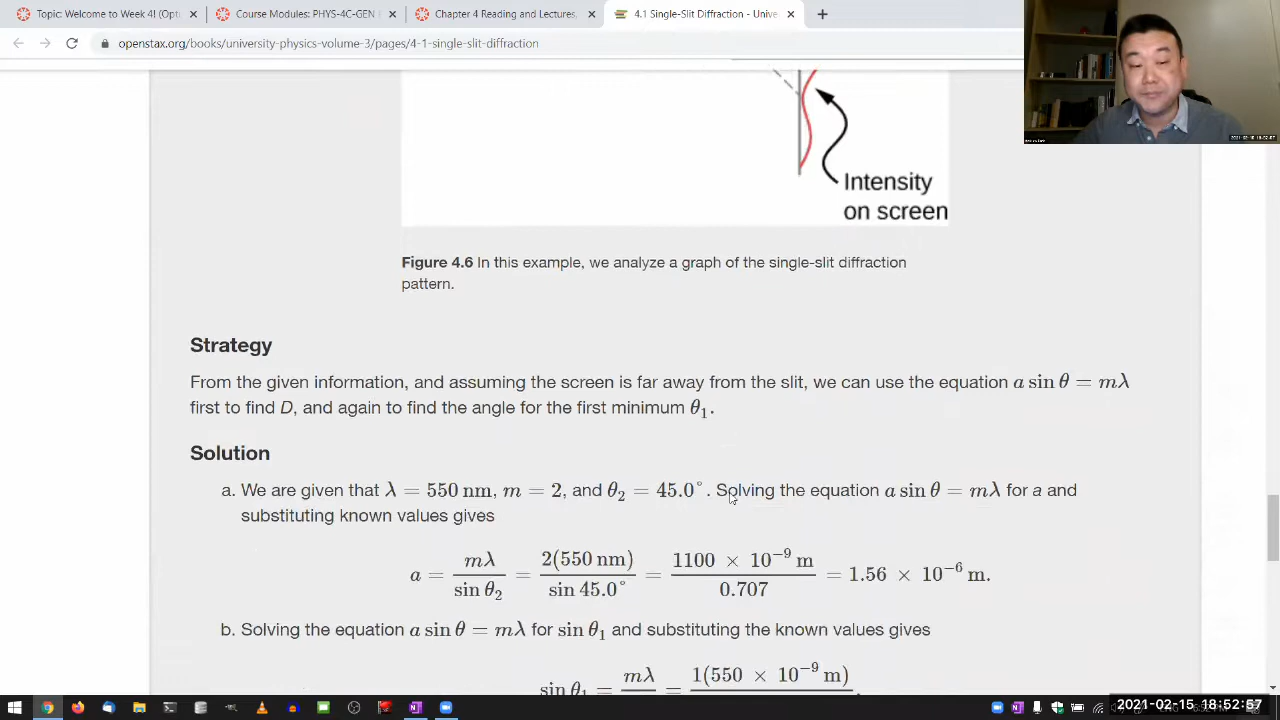 Topic: Welcome to Week 4! (Opt
Course Modules: PHYS-4C-GEN
Chapter 4 Reading and Lectures,
4.1 Single-Slit Diffraction - Unive
openstax.org/books/university-physics-volume-3/pages/4-1-single-slit-diffraction
Intensity
on screen
Figure 4.6 In this example, we analyze a graph of the single-slit diffraction
pattern.
Strategy
From the given information, and assuming the screen is far away from the slit, we can use the equation a sin θ = mλ
first to find D, and again to find the angle for the first minimum θ₁.
Solution
a. We are given that λ = 550 nm, m = 2, and θ₂ = 45.0°. Solving the equation a sin θ = mλ for a and
substituting known values gives
a = mλ / sin θ₂ = 2(550 nm) / sin 45.0° = 1100 × 10⁻⁹ m / 0.707 = 1.56 × 10⁻⁶ m.
b. Solving the equation a sin θ = mλ for sin θ₁ and substituting the known values gives
sin θ₁ = mλ = 1(550 × 10⁻⁹ m) .
2021-02-15 18:52:57